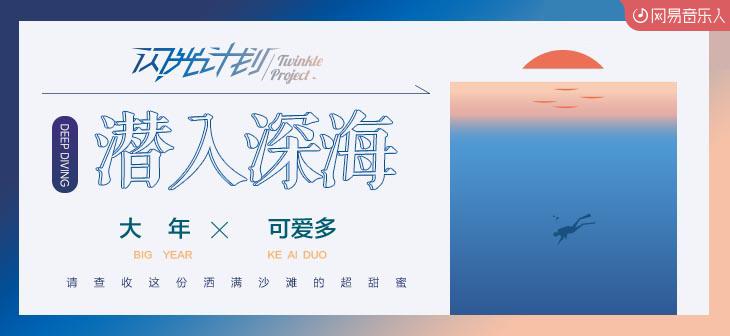 网易音乐人
闪光计划/Twinkle
Project -
DEEP DIVING
潜入深海
大 年 × 可爱多
BIG YEAR KE AI DUO
请查收这份洒满沙滩的超甜蜜